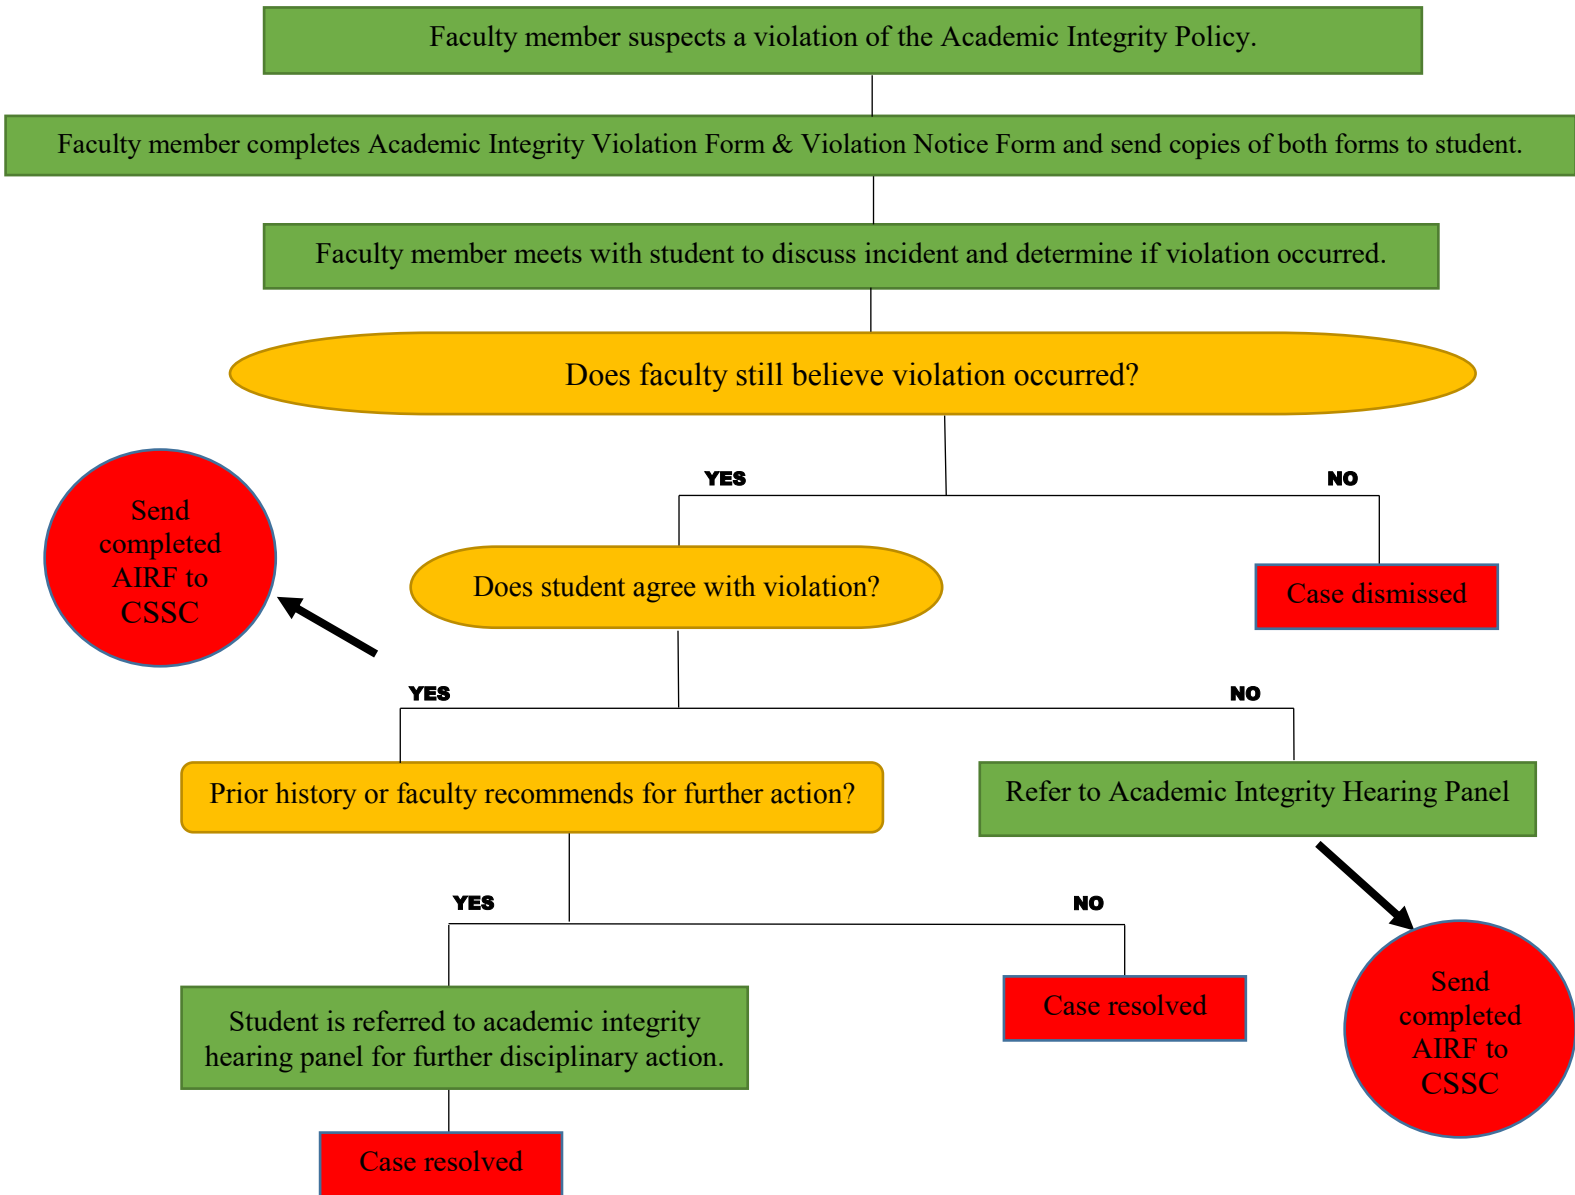 Faculty member suspects a violation of the Academic Integrity Policy.
Faculty member completes Academic Integrity Violation Form & Violation Notice Form and send copies of both forms to student.
Faculty member meets with student to discuss incident and determine if violation occurred.
Does faculty still believe violation occurred?
YES
NO
Send
completed
AIRF to
CSSC
Does student agree with violation?
Case dismissed
YES
NO
Prior history or faculty recommends for further action?
Refer to Academic Integrity Hearing Panel
YES
NO
Student is referred to academic integrity
hearing panel for further disciplinary action.
Case resolved
Send
completed
AIRF to
CSSC
Case resolved